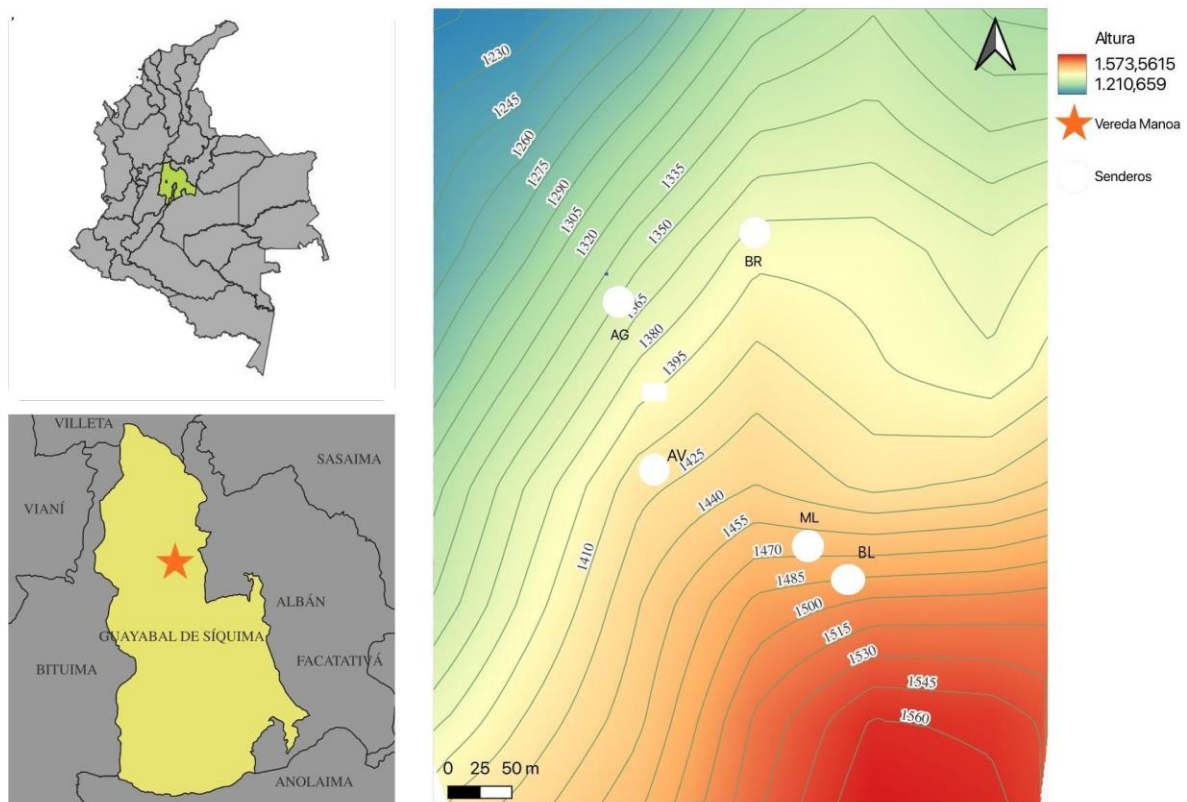 VILLETA
SASAIMA
VIANÍ
ALBÁN
GUAYABAL DE SÍQUIMA
BITUIMA
FACATATIVÁ
ANOLAIMA
1230
1245
1260
1275
1290
1305
1320
1335
1350
BR
1365
AG
1380
1395
AV
1425
1410
1440
1455
ML
1470
BL
1485
1500
1515
1530
1545
1560
0 25 50 m
Altura
1.573,5615
1.210,659
Vereda Manoa
Senderos